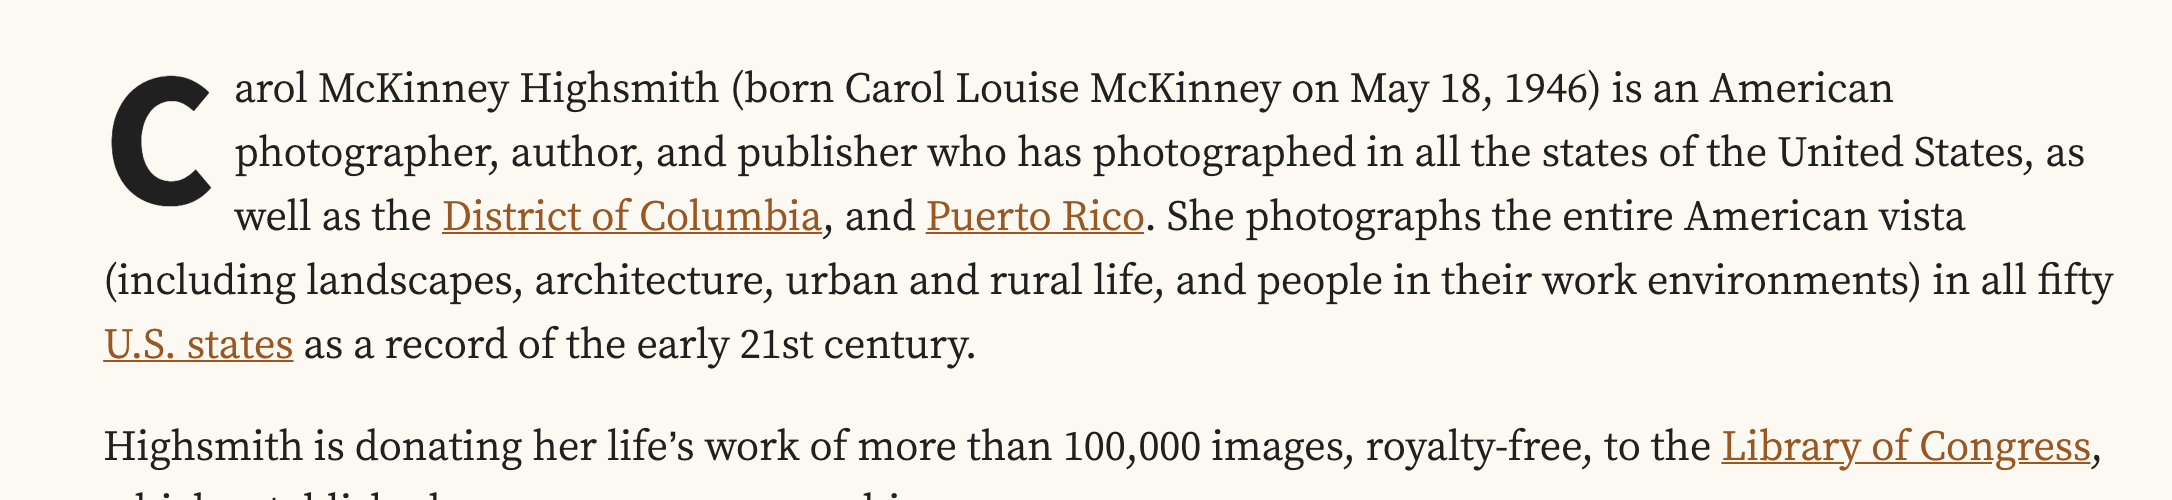 Carol McKinney Highsmith (born Carol Louise McKinney on May 18, 1946) is an American
photographer, author, and publisher who has photographed in all the states of the United States, as
well as the District of Columbia, and Puerto Rico. She photographs the entire American vista
(including landscapes, architecture, urban and rural life, and people in their work environments) in all fifty
U.S. states as a record of the early 21st century.
Highsmith is donating her life’s work of more than 100,000 images, royalty-free, to the Library of Congress,